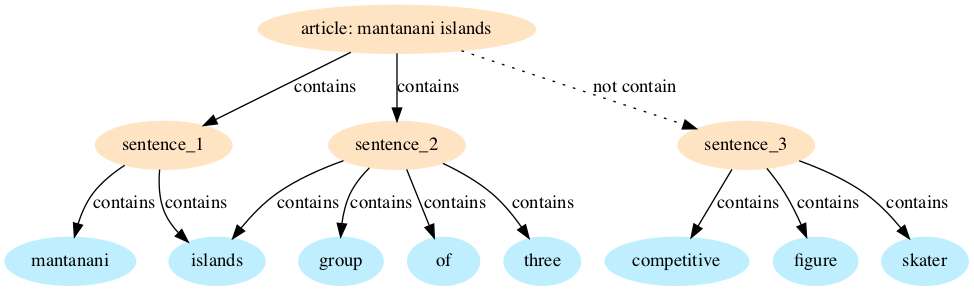 article: mantanani islands
contains
contains
not contain
sentence_1
sentence_2
sentence_3
contains
contains
contains
contains
contains
contains
contains
contains
contains
mantanani
islands
group
of
three
competitive
figure
skater